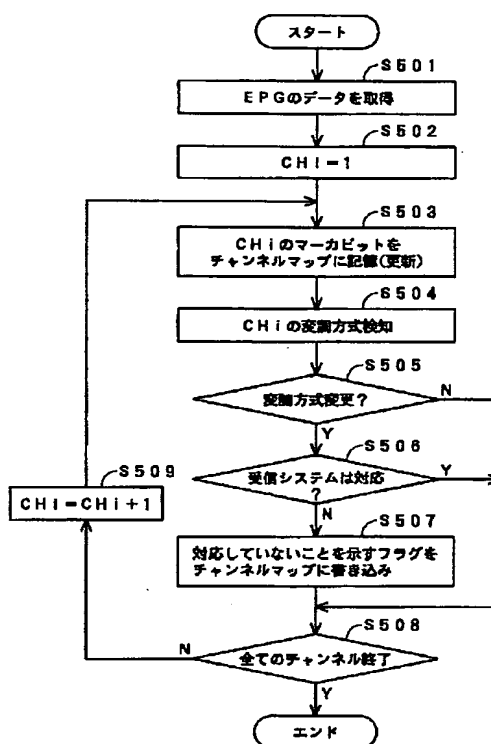 スタート
S501
EPGのデータを取得
S502
CHi=1
S503
CHiのマーカビットを
チャンネルマップに記憶(更新)
S504
CHiの変調方式検知
S505
変調方式変更?
N
Y
S506
受信システムは対応
?
Y
N
S507
対応していないことを示すフラグを
チャンネルマップに書き込み
S508
全てのチャンネル終了
N
Y
S509
CHi=CHi+1
エンド